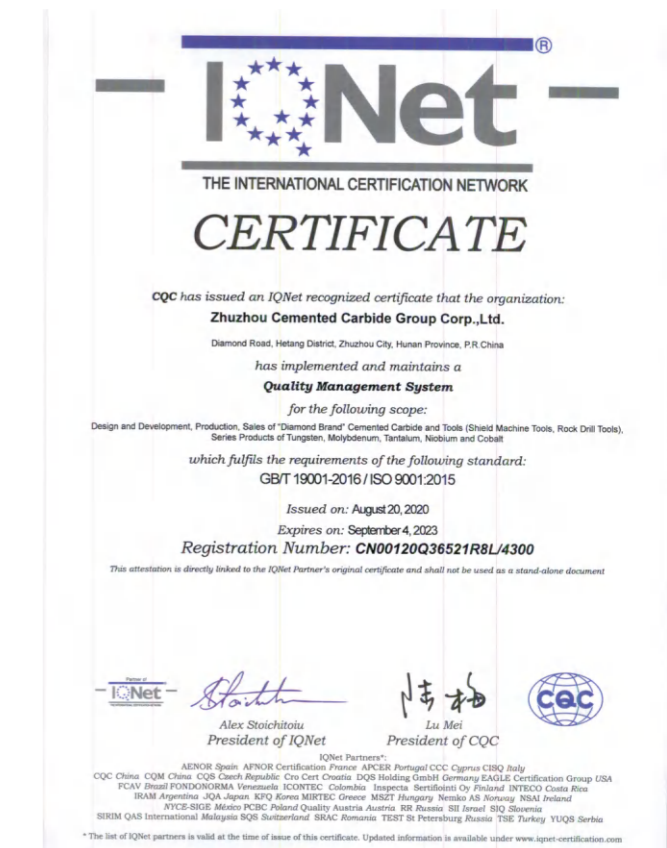 IQNet®
THE INTERNATIONAL CERTIFICATION NETWORK
CERTIFICATE
CQC has issued an IQNet recognized certificate that the organization:
Zhuzhou Cemented Carbide Group Corp.,Ltd.
Diamond Road, Hetang District, Zhuzhou City, Hunan Province, P.R.China
has implemented and maintains a
Quality Management System
for the following scope:
Design and Development, Production, Sales of "Diamond Brand" Cemented Carbide and Tools (Shield Machine Tools, Rock Drill Tools),
Series Products of Tungsten, Molybdenum, Tantalum, Niobium and Cobalt
which fulfils the requirements of the following standard:
GB/T 19001-2016 / ISO 9001:2015
Issued on: August 20, 2020
Expires on: September 4, 2023
Registration Number: CN00120Q36521R8L/4300
This attestation is directly linked to the IQNet Partner's original certificate and shall not be used as a stand-alone document
Partner of
IQNet
CQC
Alex Stoichitoiu
President of IQNet
Lu Mei
President of CQC
IQNet Partners*:
AENOR Spain AFNOR Certification France APCER Portugal CCC Cyprus CISQ Italy
CQC China CQM China CQS Czech Republic Cro Cert Croatia DQS Holding GmbH Germany EAGLE Certification Group USA
FCAV Brazil FONDONORMA Venezuela ICONTEC Colombia Inspecta Sertifiointi Oy Finland INTECO Costa Rica
IRAM Argentina JQA Japan KFQ Korea MIRTEC Greece MSZT Hungary Nemko AS Norway NSAI Ireland
NYCE-SIGE México PCBC Poland Quality Austria Austria RR Russia SII Israel SIQ Slovenia
SIRIM QAS International Malaysia SQS Switzerland SRAC Romania TEST St Petersburg Russia TSE Turkey YUQS Serbia
* The list of IQNet partners is valid at the time of issue of this certificate. Updated information is available under www.iqnet-certification.com